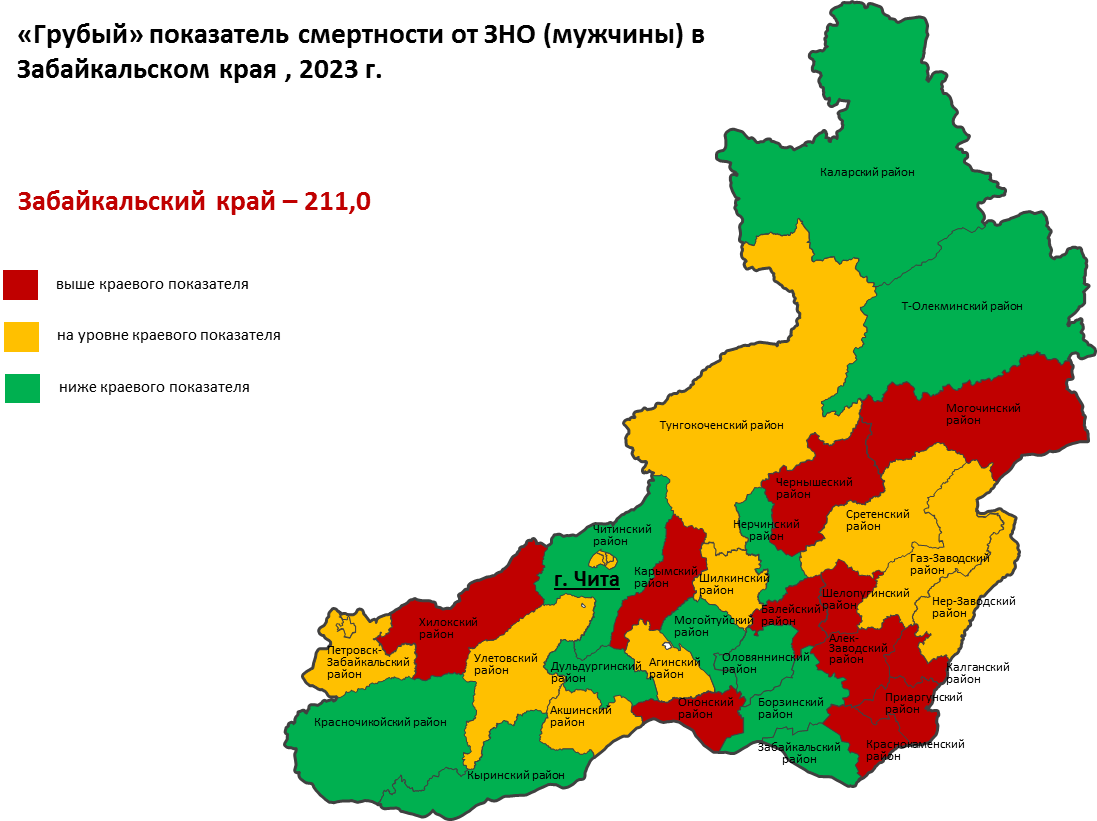 «Грубый» показатель смертности от ЗНО (мужчины) в
Забайкальском края , 2023 г.
Забайкальский край – 211,0
выше краевого показателя
на уровне краевого показателя
ниже краевого показателя
Каларский район
Т-Олекминский район
Могочинский
район
Тунгокоченский район
Чернышеский
район
Сретенский
район
Нерчинский
район
Читинский
район
г. Чита
Карымский
район
Шилкинский
район
Газ-Заводский
район
Шелопугинский
район
Нер-Заводский
район
Балейский
район
Хилокский
район
Могойтуйский
район
Алек-
Заводский
район
Петровск-
Забайкальский
район
Улетовский
район
Дульдургинский
район
Агинский
район
Оловяннинский
район
Калганский
район
Акшинский
район
Ононский
район
Борзинский
район
Приаргунский
район
Красночикойский район
Забайкальский
район
Краснокаменский
район
Кыринский район